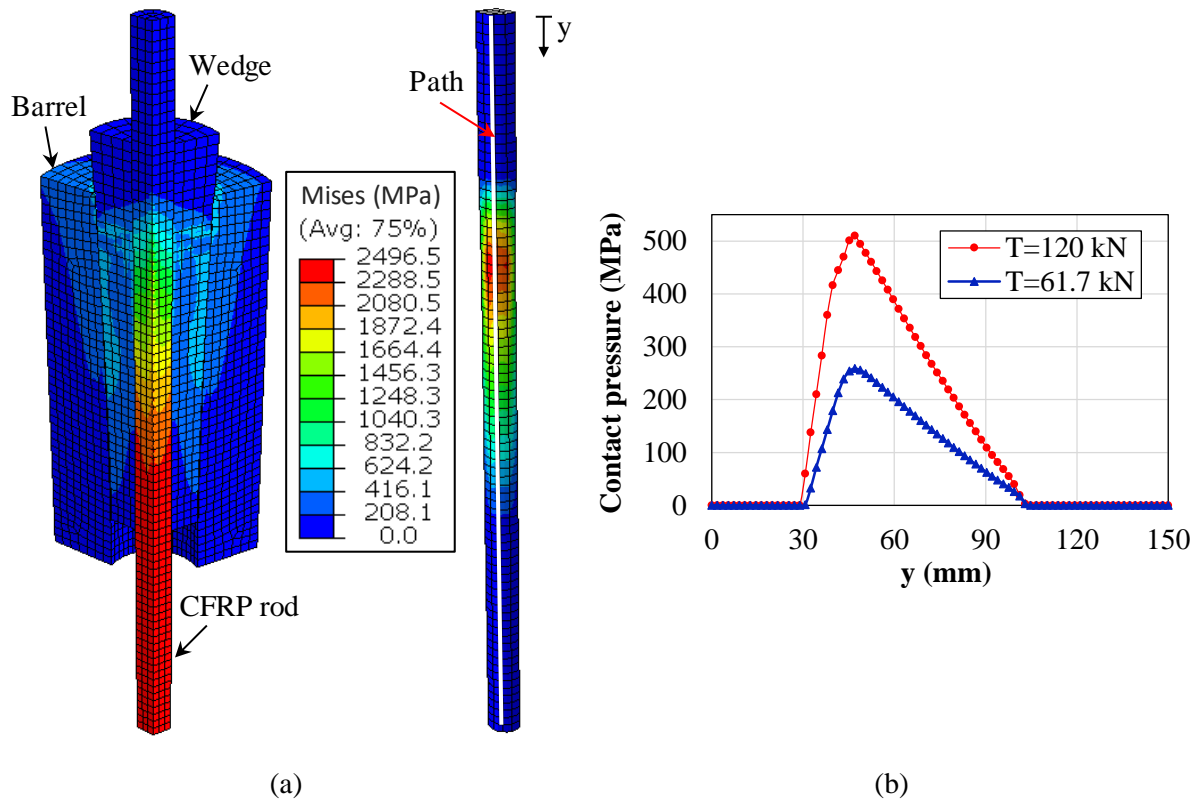 y
Wedge
Path
Barrel
Mises (MPa)
(Avg: 75%)
2496.5
2288.5
2080.5
1872.4
1664.4
1456.3
1248.3
1040.3
832.2
624.2
416.1
208.1
0.0
CFRP rod
(a)
Contact pressure (MPa)
500
400
300
200
100
0
T=120 kN
T=61.7 kN
0 30 60 90 120 150
y (mm)
(b)